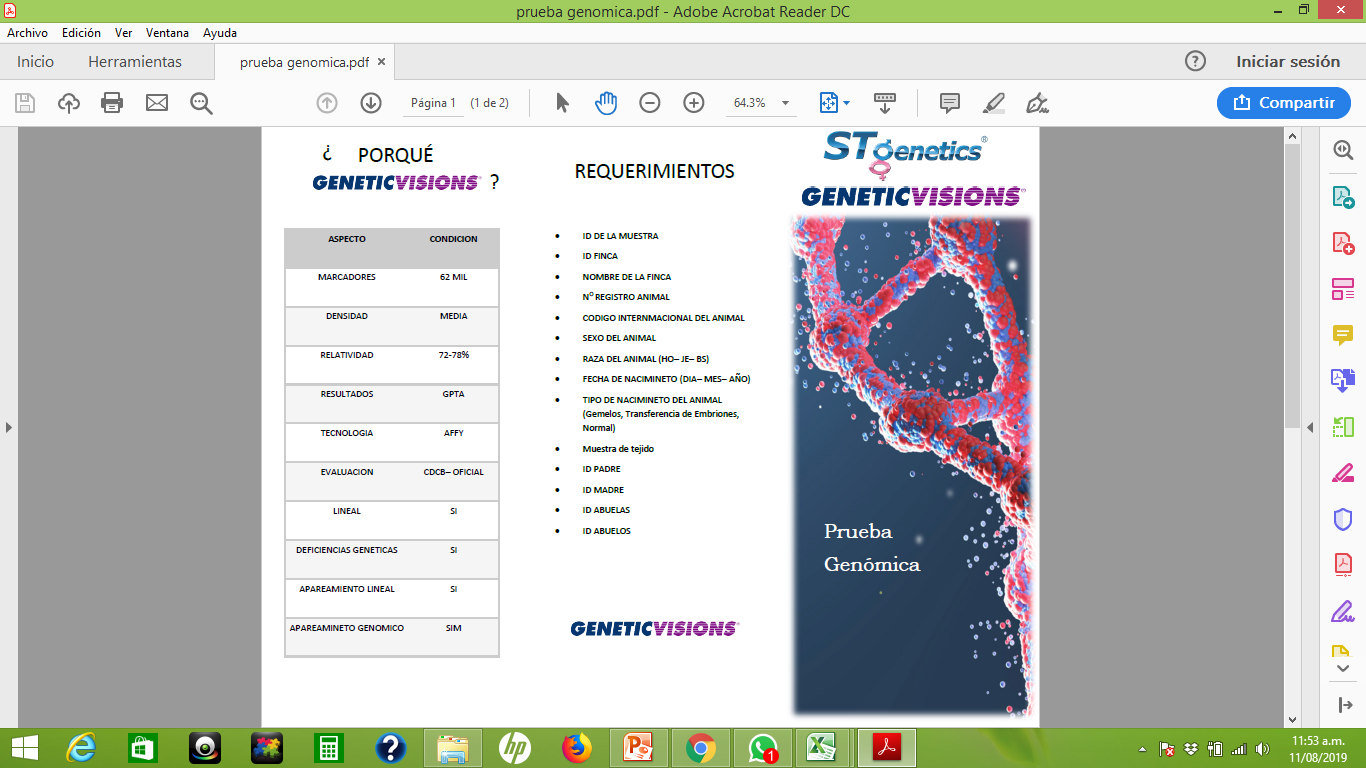 prueba genomica.pdf - Adobe Acrobat Reader DC
Archivo Edición Ver Ventana Ayuda
Inicio Herramientas prueba genomica.pdf Iniciar sesión
Página 1 (1 de 2) 64.3% Compartir
¿ PORQUÉ
GENETICVISIONS ?
ASPECTO CONDICION
MARCADORES 62 MIL
DENSIDAD MEDIA
RELATIVIDAD 72-78%
RESULTADOS GPTA
TECNOLOGIA AFFY
EVALUACION CDCB– OFICIAL
LINEAL SI
DEFICIENCIAS GENETICAS SI
APAREAMIENTO LINEAL SI
APAREAMINETO GENOMICO SIM
REQUERIMIENTOS
• ID DE LA MUESTRA
• ID FINCA
• NOMBRE DE LA FINCA
• Nº REGISTRO ANIMAL
• CODIGO INTERNMACIONAL DEL ANIMAL
• SEXO DEL ANIMAL
• RAZA DEL ANIMAL (HO– JE– BS)
• FECHA DE NACIMINETO (DIA– MES– AÑO)
• TIPO DE NACIMINETO DEL ANIMAL
(Gemelos, Transferencia de Embriones,
Normal)
• Muestra de tejido
• ID PADRE
• ID MADRE
• ID ABUELAS
• ID ABUELOS
GENETICVISIONS
STgenetics®
GENETICVISIONS
Prueba
Genómica
11:53 a.m.
11/08/2019